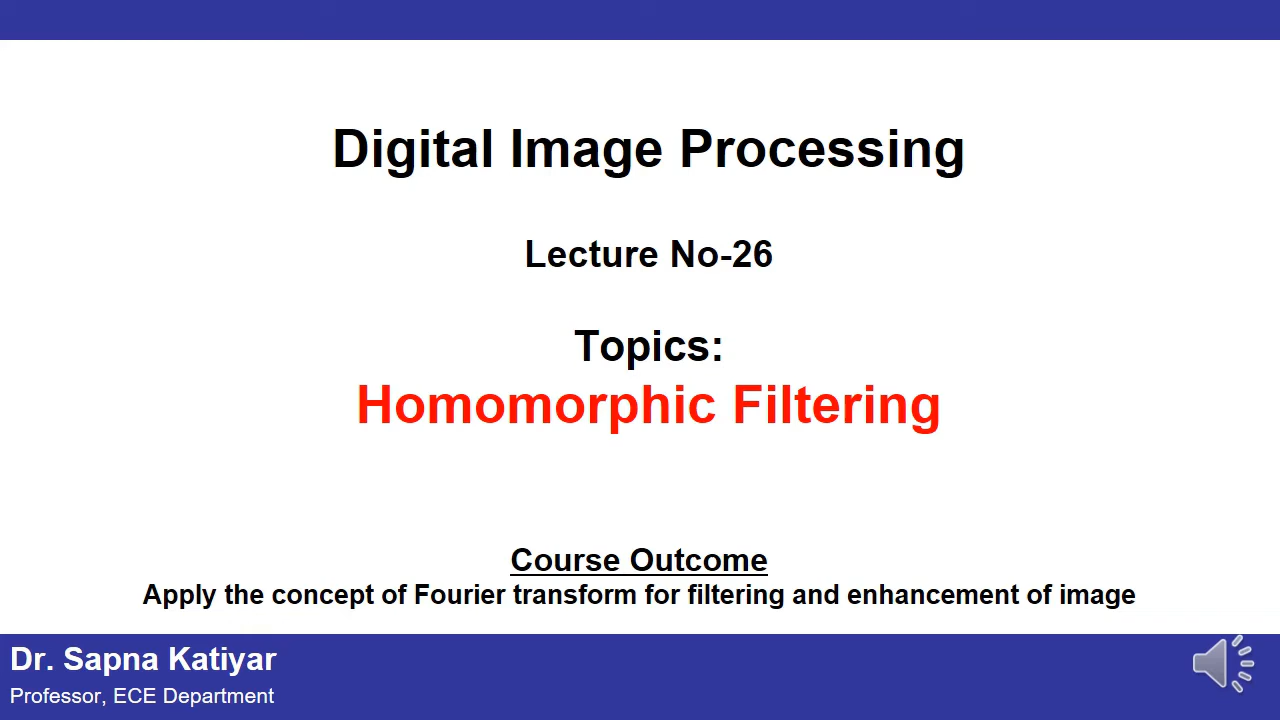 Digital Image Processing
Lecture No-26
Topics:
Homomorphic Filtering
Course Outcome
Apply the concept of Fourier transform for filtering and enhancement of image
Dr. Sapna Katiyar
Professor, ECE Department